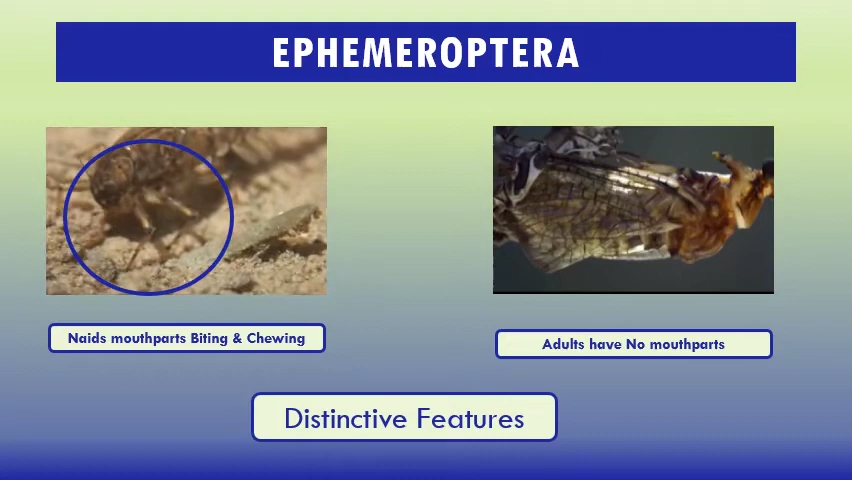 EPHEMEROPTERA
Naids mouthparts Biting & Chewing
Adults have No mouthparts
Distinctive Features